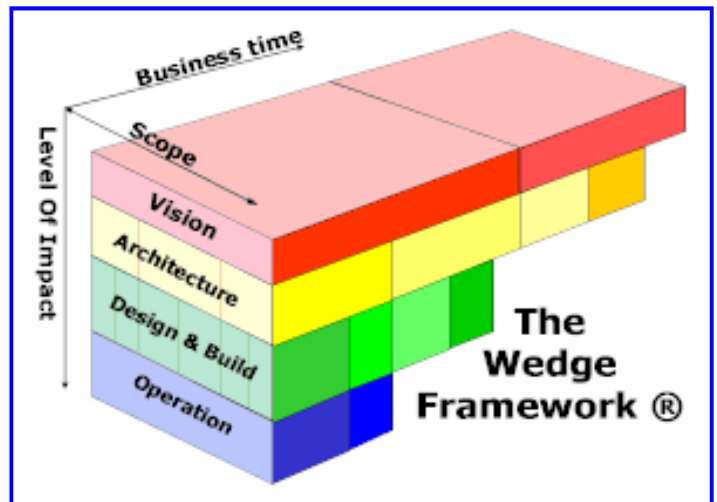 Business time
Scope
Level Of Impact
Vision
Architecture
Design & Build
Operation
The
Wedge
Framework ®